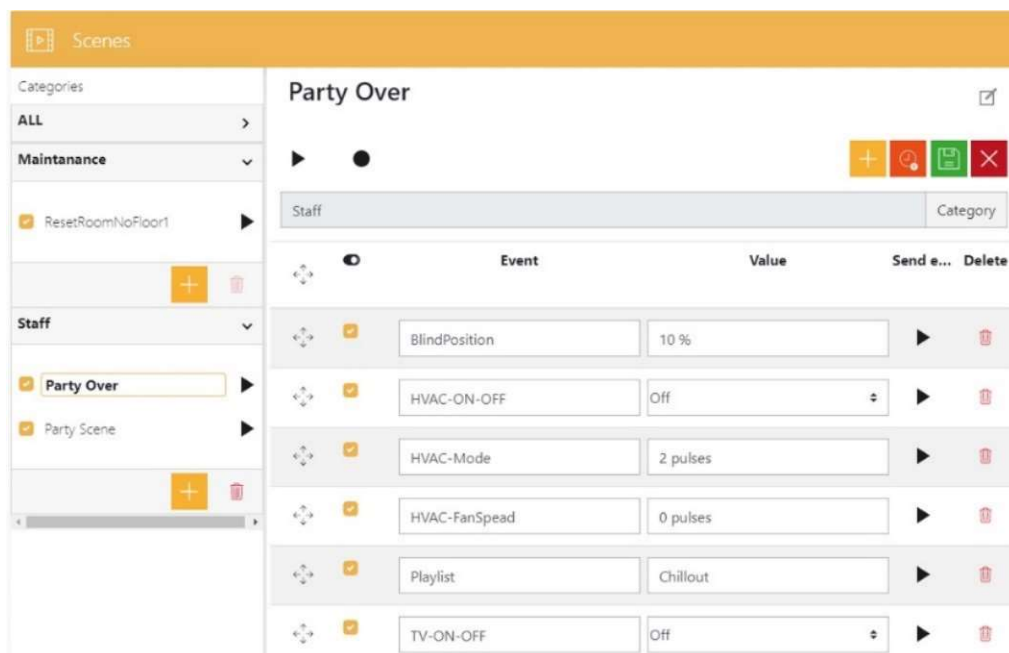 Scenes
Categories
ALL
Maintanance
ResetRoomNoFloor1
Staff
Party Over
Party Scene
Party Over
Staff Category
Event Value Send e... Delete
BlindPosition 10 %
HVAC-ON-OFF Off
HVAC-Mode 2 pulses
HVAC-FanSpead 0 pulses
Playlist Chillout
TV-ON-OFF Off